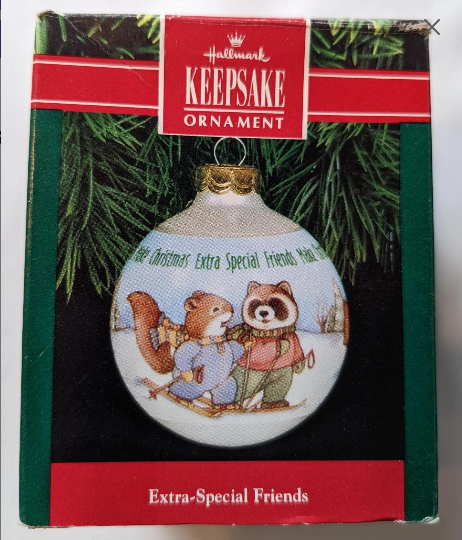 Hallmark
KEEPSAKE
ORNAMENT
Christmas Extra Special Friends Make
Extra-Special Friends